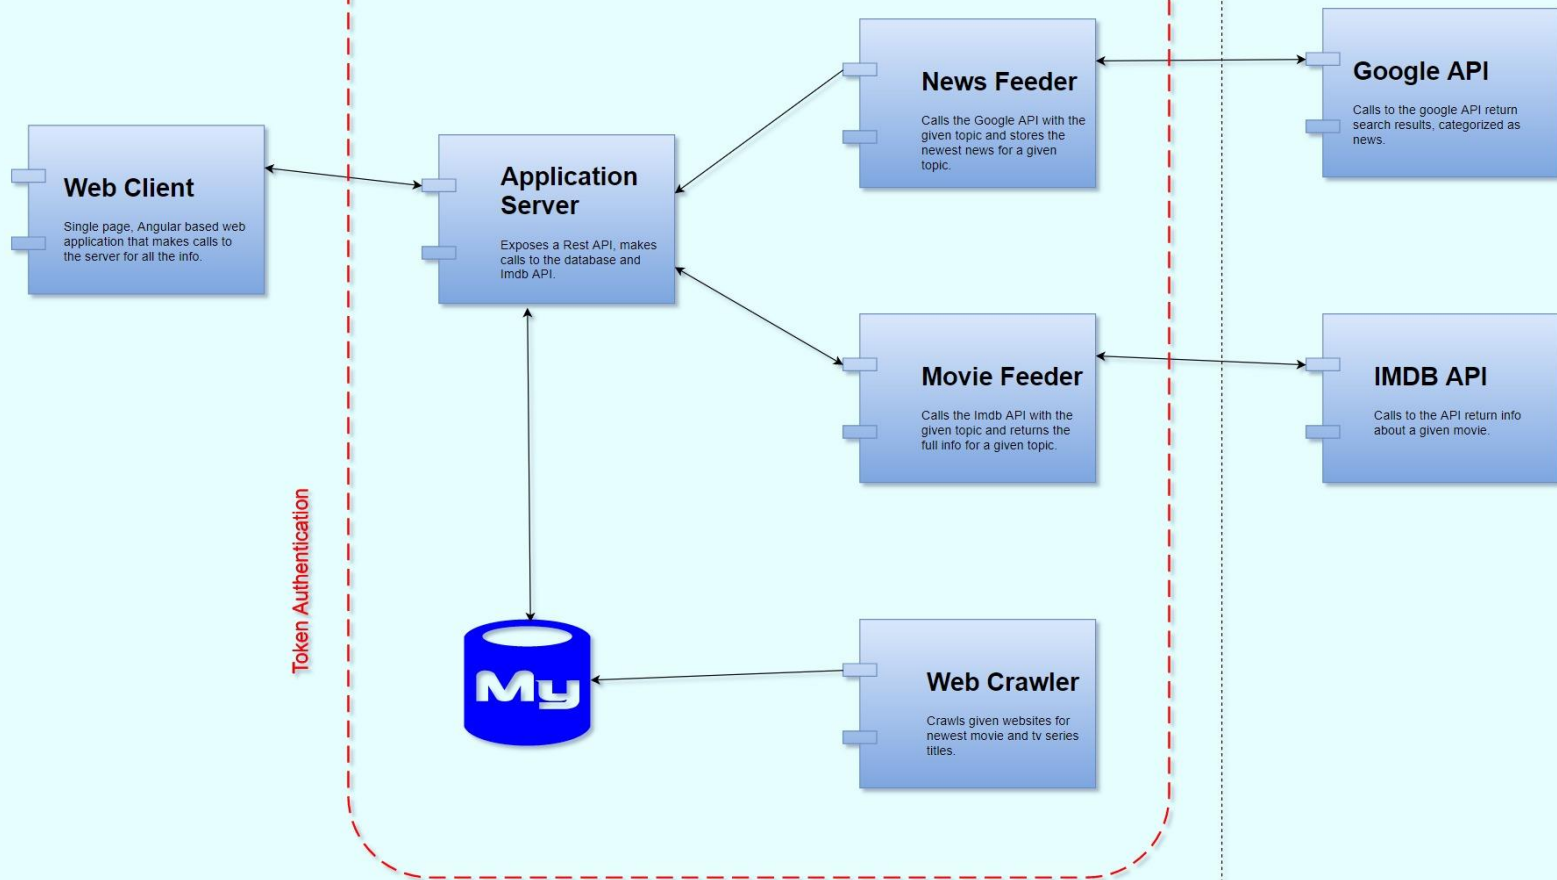 News Feeder
Calls the Google API with the
given topic and stores the
newest news for a given
topic.
Google API
Calls to the google API return
search results, categorized as
news.
Web Client
Single page, Angular based web
application that makes calls to
the server for all the info.
Application
Server
Exposes a Rest API, makes
calls to the database and
Imdb API.
Movie Feeder
Calls the Imdb API with the
given topic and returns the
full info for a given topic.
IMDB API
Calls to the API return info
about a given movie.
Token Authentication
My
Web Crawler
Crawls given websites for
newest movie and tv series
titles.